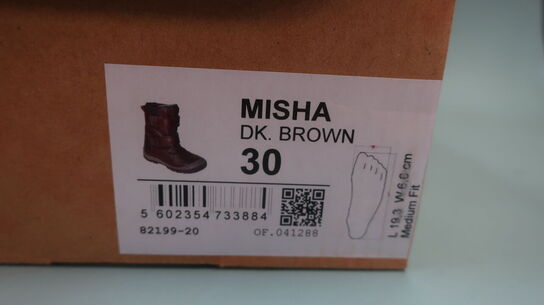 MISHA
DK. BROWN
30
5 602354 733884
82199-20
OF.041288
L 19,3 W 6,6 cm
Medium Fit